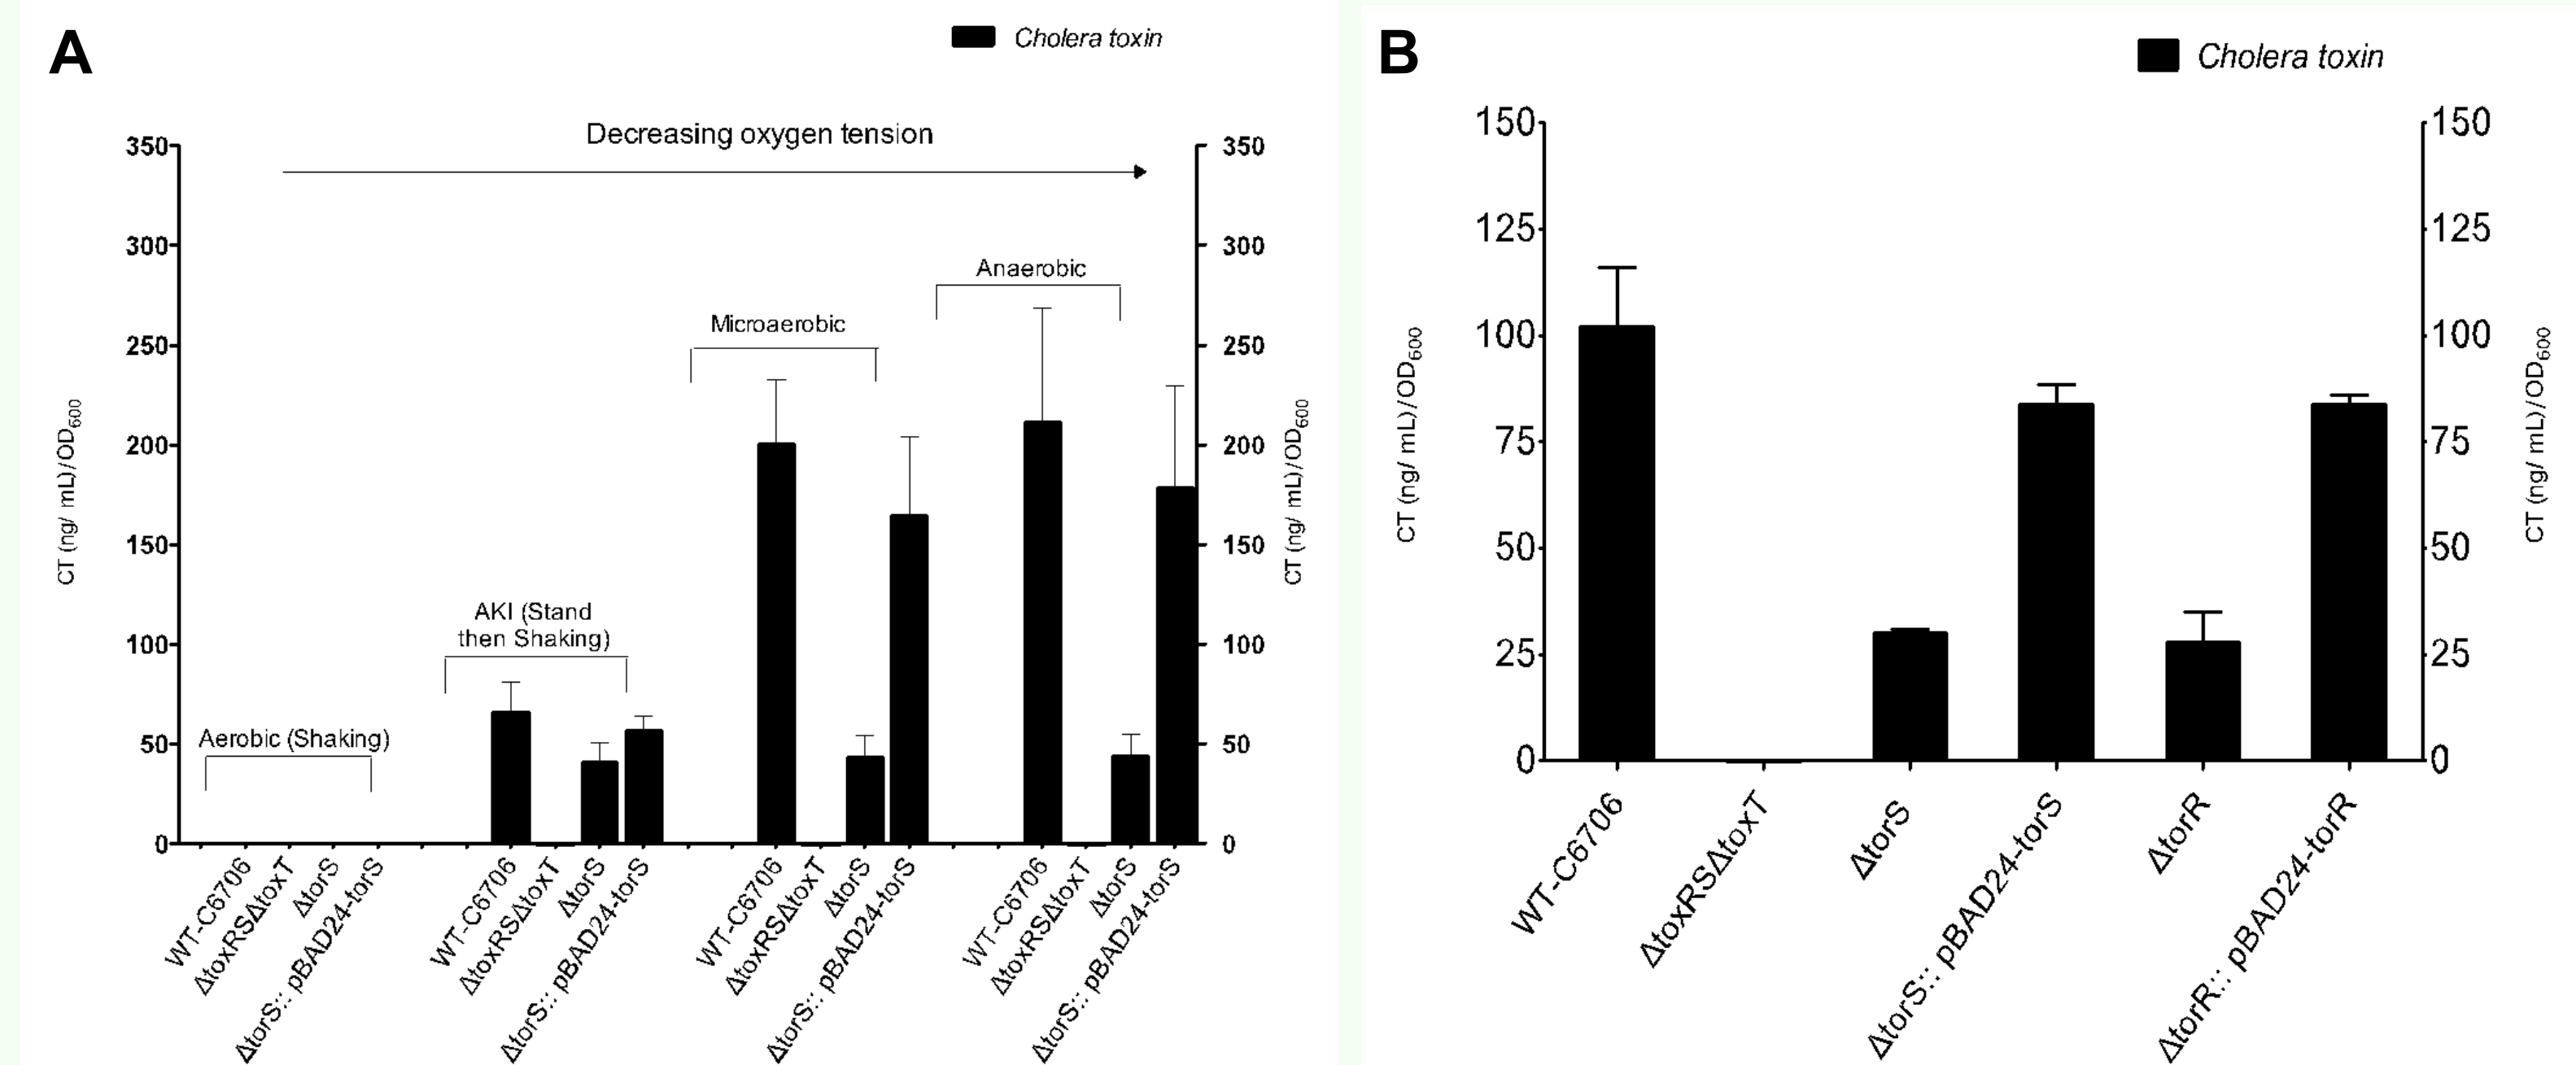 A
Cholera toxin
Decreasing oxygen tension
350
300
250
200
150
100
50
0
CT (ng/ mL)/OD600
Aerobic (Shaking)
AKI (Stand
then Shaking)
Microaerobic
Anaerobic
350
300
250
200
150
100
50
0
CT (ng/ mL)/OD600
WT-C6706
ΔtoxRSΔtoxT
ΔtorS
ΔtorS:: pBAD24-torS
WT-C6706
ΔtoxRSΔtoxT
ΔtorS
ΔtorS:: pBAD24-torS
WT-C6706
ΔtoxRSΔtoxT
ΔtorS
ΔtorS:: pBAD24-torS
WT-C6706
ΔtoxRSΔtoxT
ΔtorS
ΔtorS:: pBAD24-torS
B
Cholera toxin
150
125
100
75
50
25
0
CT (ng/ mL)/OD600
150
125
100
75
50
25
0
CT (ng/ mL)/OD600
WT-C6706
ΔtoxRSΔtoxT
ΔtorS
ΔtorS:: pBAD24-torS
ΔtorR
ΔtorR:: pBAD24-torR